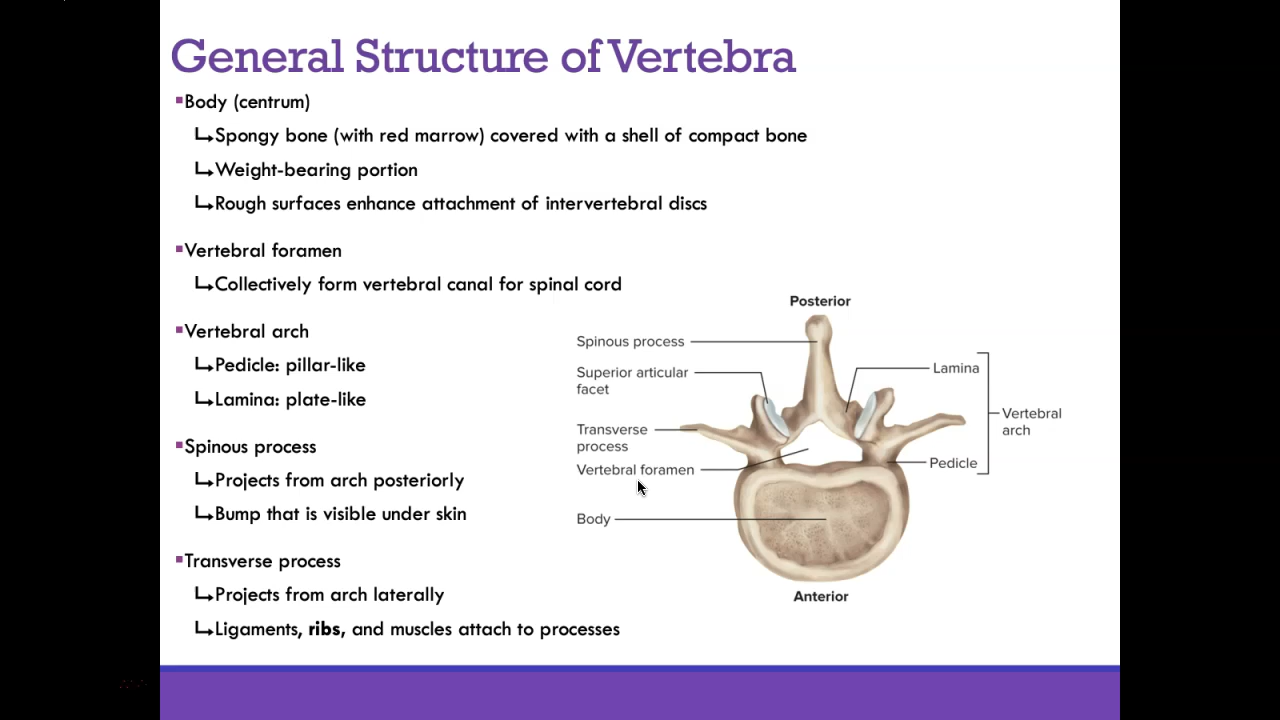 General Structure of Vertebra
▪Body (centrum)
↳Spongy bone (with red marrow) covered with a shell of compact bone
↳Weight-bearing portion
↳Rough surfaces enhance attachment of intervertebral discs
▪Vertebral foramen
↳Collectively form vertebral canal for spinal cord
▪Vertebral arch
↳Pedicle: pillar-like
↳Lamina: plate-like
▪Spinous process
↳Projects from arch posteriorly
↳Bump that is visible under skin
▪Transverse process
↳Projects from arch laterally
↳Ligaments, ribs, and muscles attach to processes
Posterior
Spinous process
Superior articular
facet
Transverse
process
Vertebral foramen
Body
Lamina
Vertebral
arch
Pedicle
Anterior